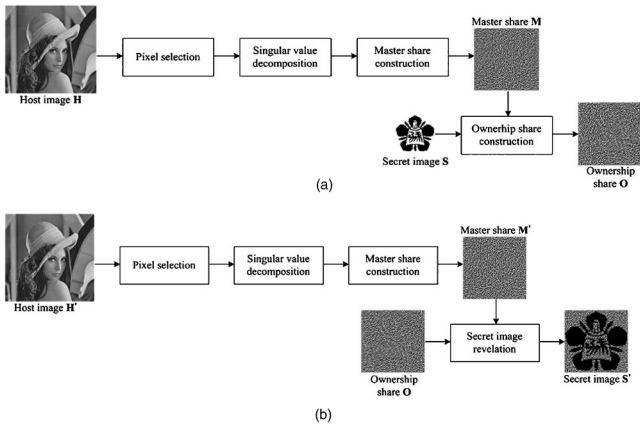 Master share M
Pixel selection
Singular value
decomposition
Master share
construction
Host image H
Ownerhip share
construction
Secret image S
Ownership
share O
(a)
Master share M'
Pixel selection
Singular value
decomposition
Master share
construction
Host image H'
Secret image
revelation
Ownership
share O
Secret image S'
(b)